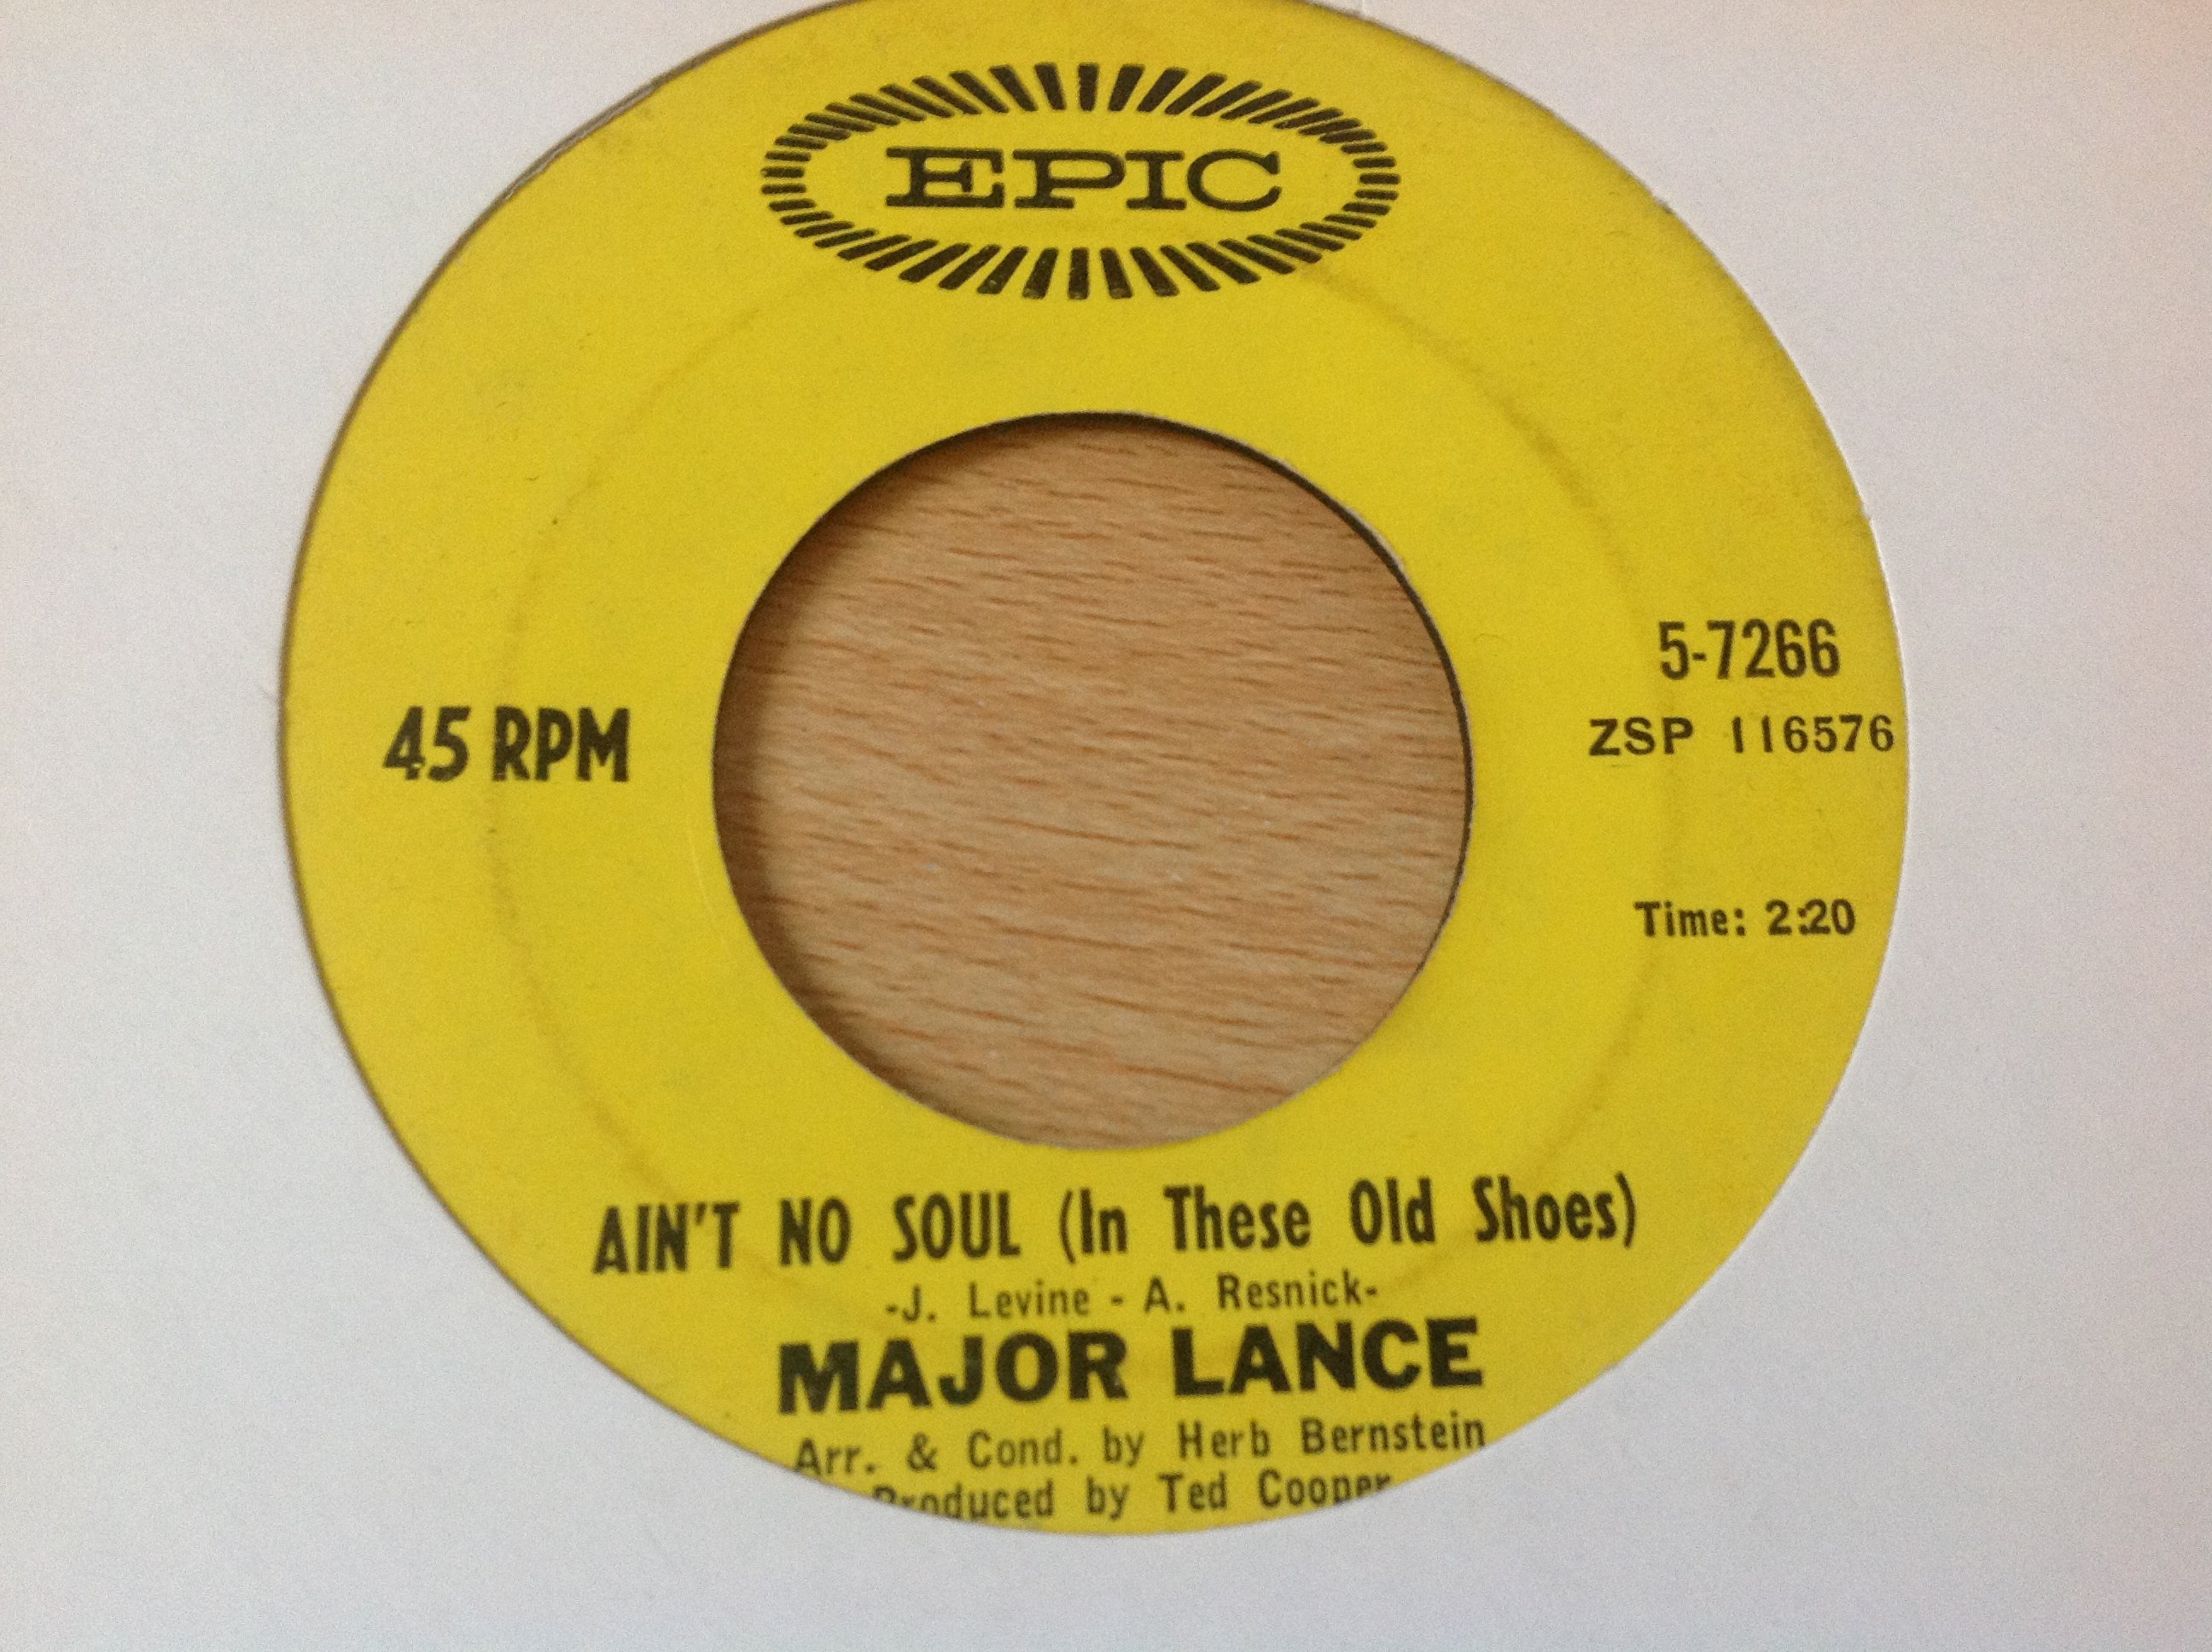 EPIC
45 RPM
5-7266
ZSP 116576
Time: 2:20
AIN'T NO SOUL (In These Old Shoes)
-J. Levine - A. Resnick-
MAJOR LANCE
Arr. & Cond. by Herb Bernstein
Produced by Ted Cooper